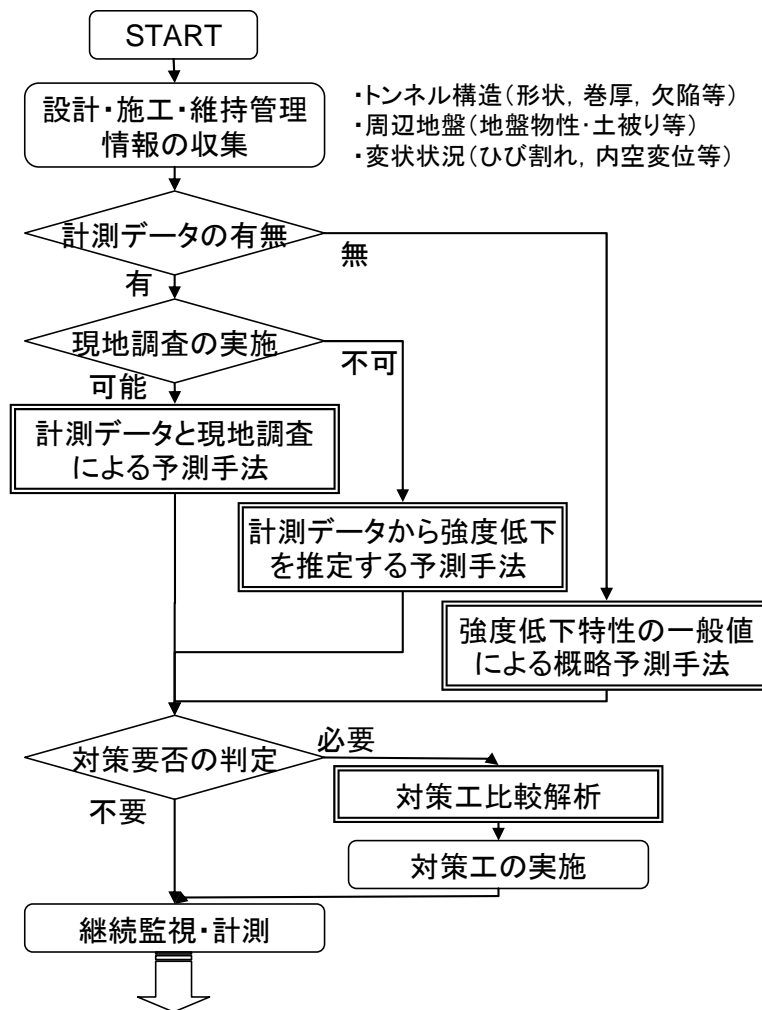 START
設計・施工・維持管理
情報の収集
・トンネル構造(形状, 巻厚, 欠陥等)
・周辺地盤(地盤物性・土被り等)
・変状状況(ひび割れ, 内空変位等)
計測データの有無
無
有
現地調査の実施
不可
可能
計測データと現地調査
による予測手法
計測データから強度低下
を推定する予測手法
強度低下特性の一般値
による概略予測手法
対策要否の判定
必要
不要
対策工比較解析
対策工の実施
継続監視・計測